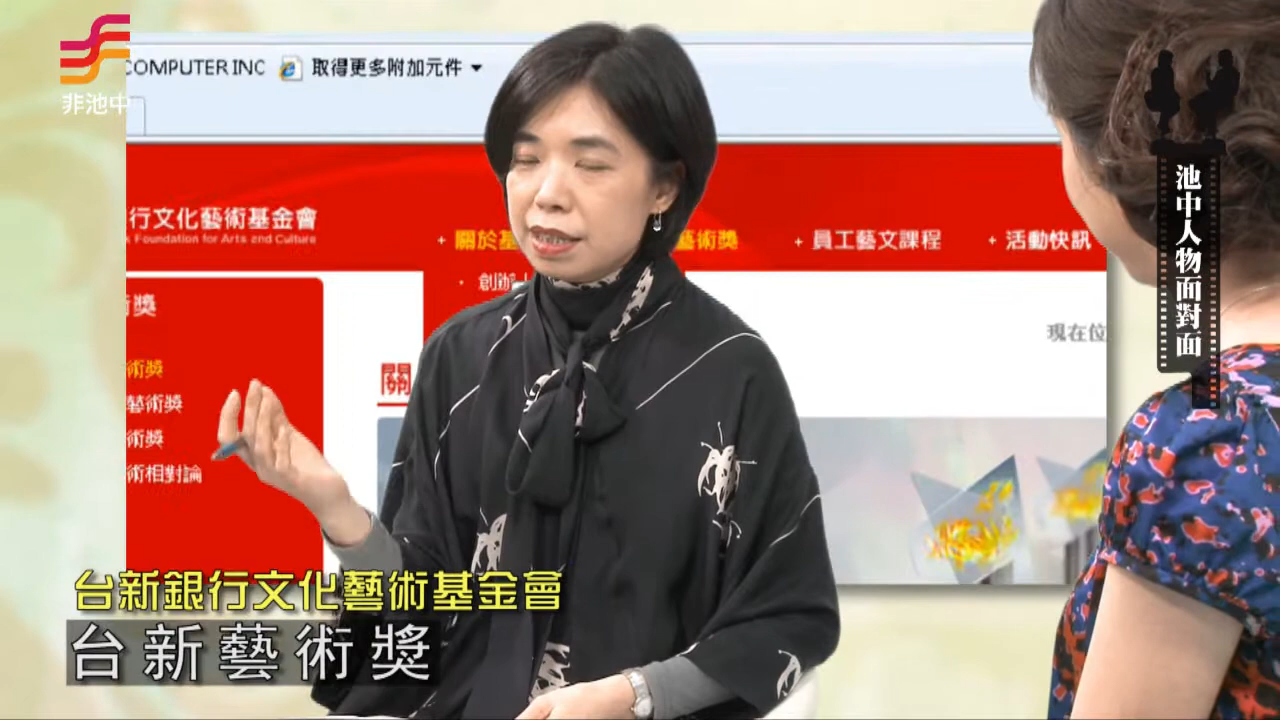 非池中
COMPUTER INC 取得更多附加元件
行文化藝術基金會
Foundation for Arts and Culture
+ 關於基
藝術獎
+ 員工藝文課程
+ 活動快訊
· 創辦
術獎
術獎
藝術獎
術獎
術相對論
關
現在位
池中人物面對面
台新銀行文化藝術基金會
台新藝術獎